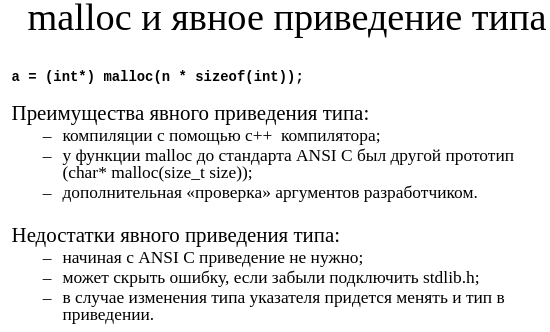 malloc и явное приведение типа
a = (int*) malloc(n * sizeof(int));
Преимущества явного приведения типа:
– компиляции с помощью c++ компилятора;
– у функции malloc до стандарта ANSI C был другой прототип
(char* malloc(size_t size));
– дополнительная «проверка» аргументов разработчиком.
Недостатки явного приведения типа:
– начиная с ANSI C приведение не нужно;
– может скрыть ошибку, если забыли подключить stdlib.h;
– в случае изменения типа указателя придется менять и тип в
приведении.